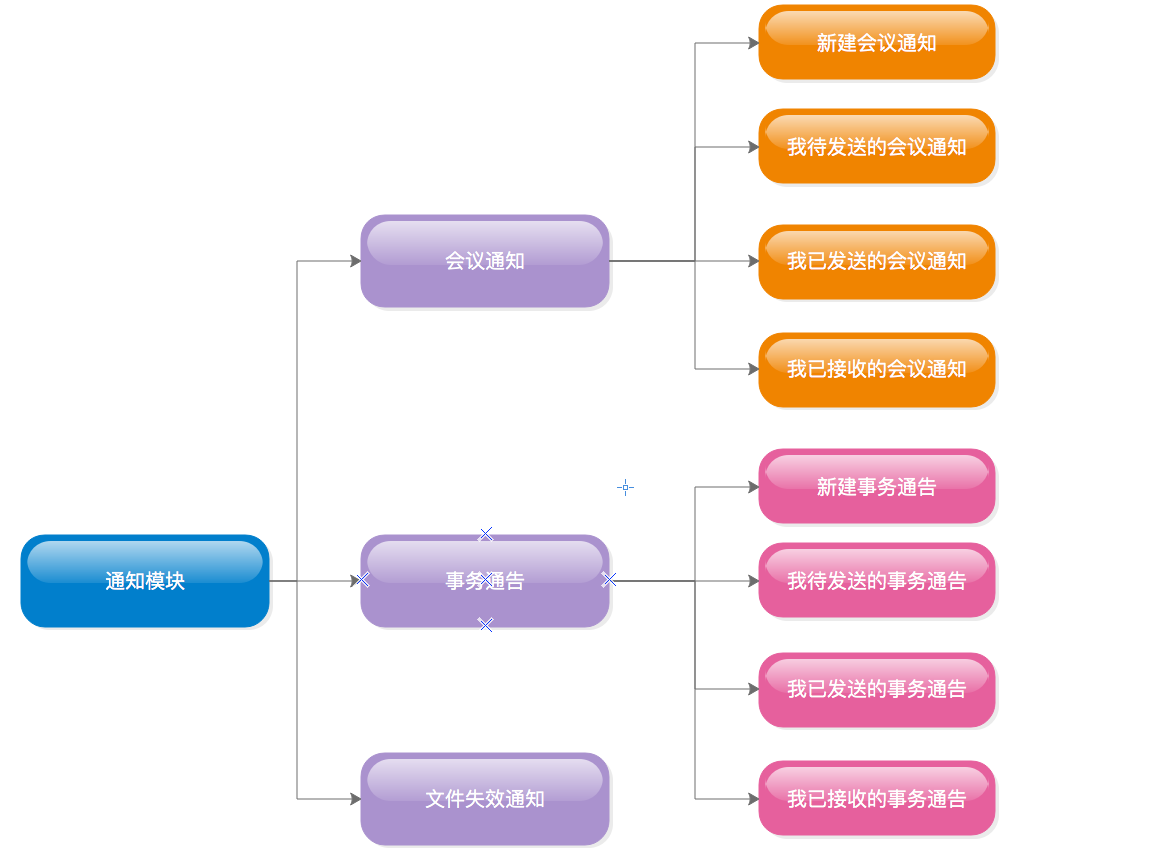 新建会议通知
我待发送的会议通知
会议通知
我已发送的会议通知
我已接收的会议通知
新建事务通告
通知模块
事务通告
我待发送的事务通告
我已发送的事务通告
文件失效通知
我已接收的事务通告